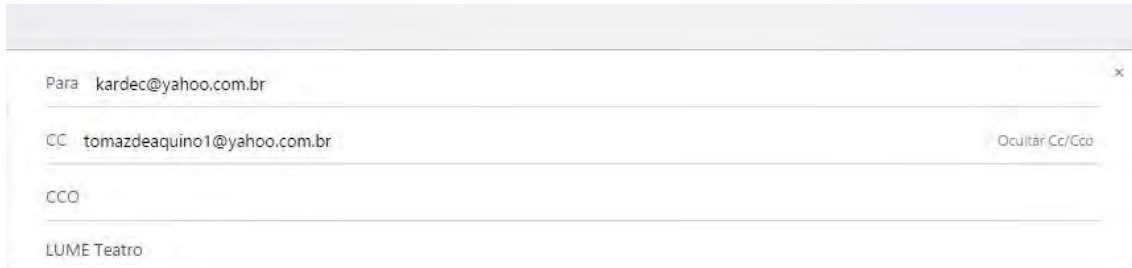 Para kardec@yahoo.com.br
CC tomazdeaquino1@yahoo.com.br Ocultar Cc/Cco
CCO
LUME Teatro